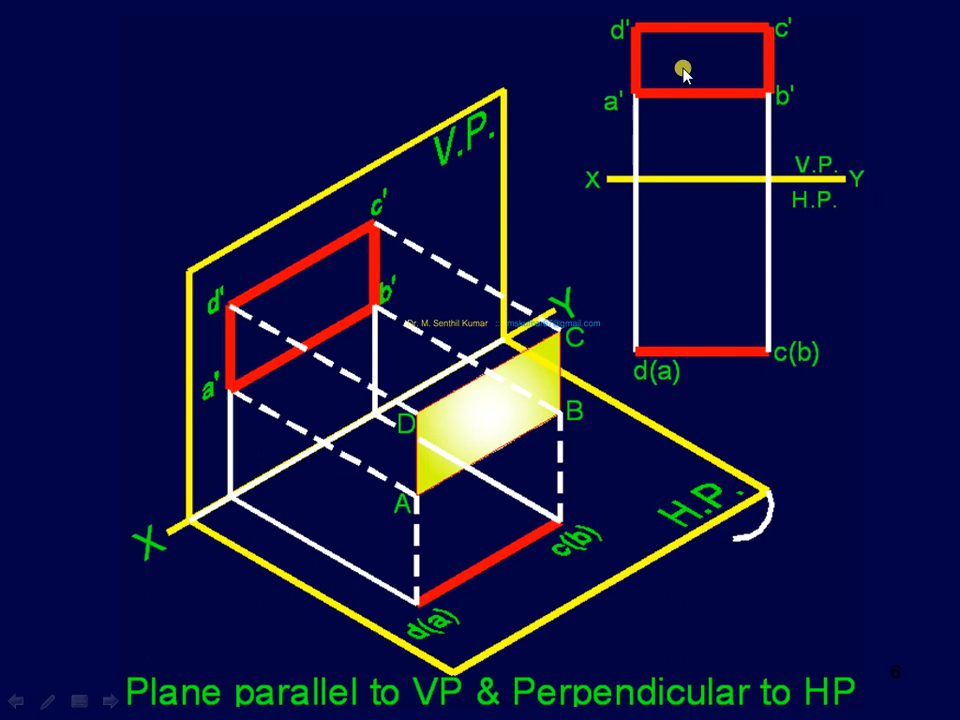 d'
c'
a'
b'
V.P.
X
Y
H.P.
d(a)
c(b)
V.P.
c'
d'
b'
a'
Y
Dr. M. Senthil Kumar
C
D
B
A
H.P.
X
c(b)
d(a)
6
Plane parallel to VP & Perpendicular to HP